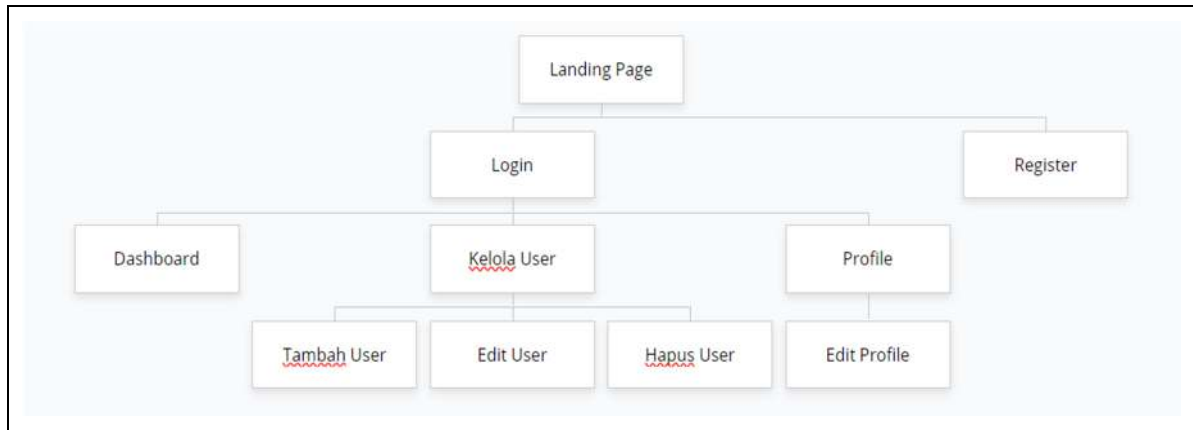 Landing Page
Login
Register
Dashboard
Kelola User
Profile
Tambah User
Edit User
Hapus User
Edit Profile